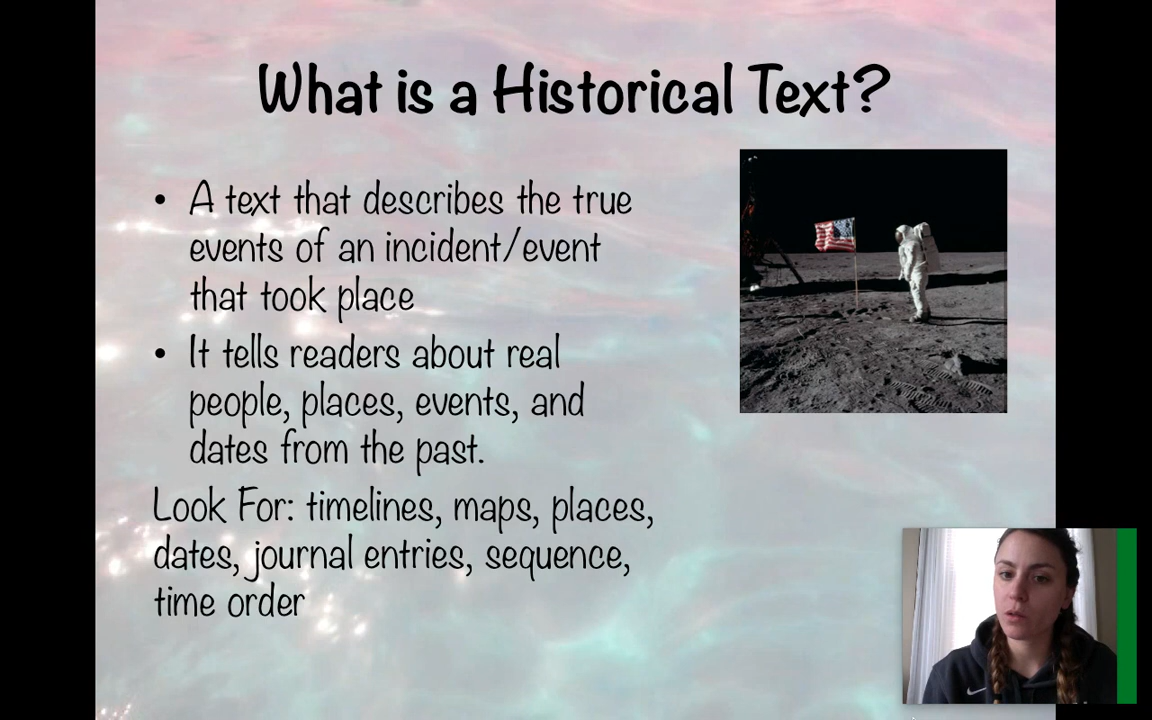 What is a Historical Text?
• A text that describes the true
events of an incident/event
that took place
• It tells readers about real
people, places, events, and
dates from the past.
Look For: timelines, maps, places,
dates, journal entries, sequence,
time order